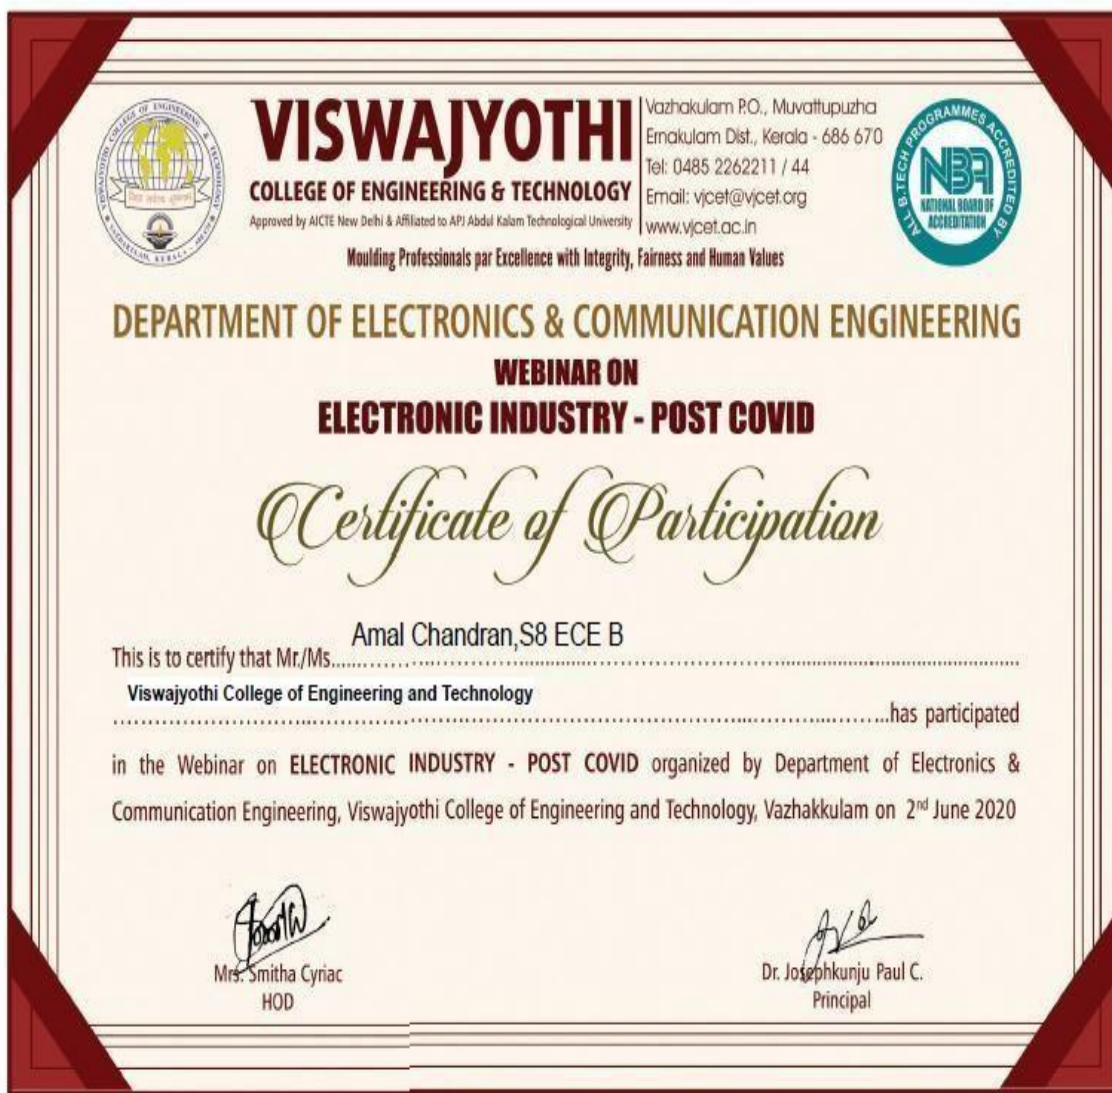 VISWAJYOTHI
COLLEGE OF ENGINEERING & TECHNOLOGY
Approved by AICTE New Delhi & Affiliated to APJ Abdul Kalam Technological University
Vazhakulam P.O., Muvattupuzha
Ernakulam Dist., Kerala - 686 670
Tel: 0485 2262211 / 44
Email: vjcet@vjcet.org
www.vjcet.ac.in
ALL B.TECH PROGRAMMES ACCREDITED BY
NBA
NATIONAL BOARD OF
ACCREDITATION
Moulding Professionals par Excellence with Integrity, Fairness and Human Values
DEPARTMENT OF ELECTRONICS & COMMUNICATION ENGINEERING
WEBINAR ON
ELECTRONIC INDUSTRY - POST COVID
Certificate of Participation
Amal Chandran,S8 ECE B
This is to certify that Mr./Ms.
Viswajyothi College of Engineering and Technology
has participated
in the Webinar on ELECTRONIC INDUSTRY - POST COVID organized by Department of Electronics &
Communication Engineering, Viswajyothi College of Engineering and Technology, Vazhakkulam on 2nd June 2020
Mrs. Smitha Cyriac
HOD
Dr. Josephkunju Paul C.
Principal